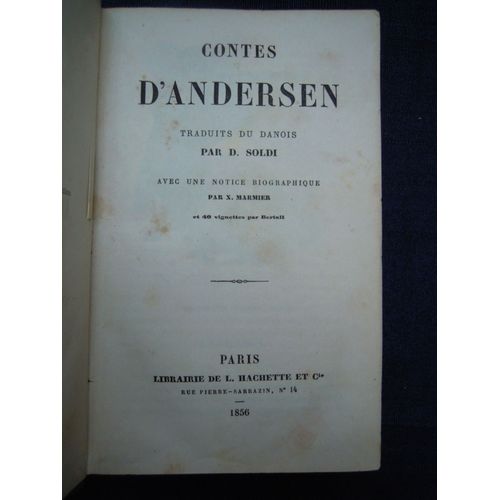 CONTES
D'ANDERSEN
TRADUITS DU DANOIS
PAR D. SOLDI
AVEC UNE NOTICE BIOGRAPHIQUE
PAR X. MARMIER
et 40 vignettes par Bertall
PARIS
LIBRAIRIE DE L. HACHETTE ET Cie
RUE PIERRE-SARRAZIN, N° 14
1856